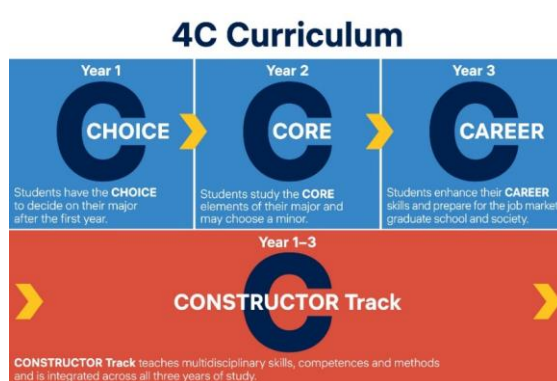 4C Curriculum
Year 1
CHOICE
Students have the CHOICE
to decide on their major
after the first year.
Year 2
CORE
Students study the CORE
elements of their major and
may choose a minor.
Year 3
CAREER
Students enhance their CAREER
skills and prepare for the job market,
graduate school and society.
Year 1–3
CONSTRUCTOR Track
CONSTRUCTOR Track teaches multidisciplinary skills, competences and methods
and is integrated across all three years of study.